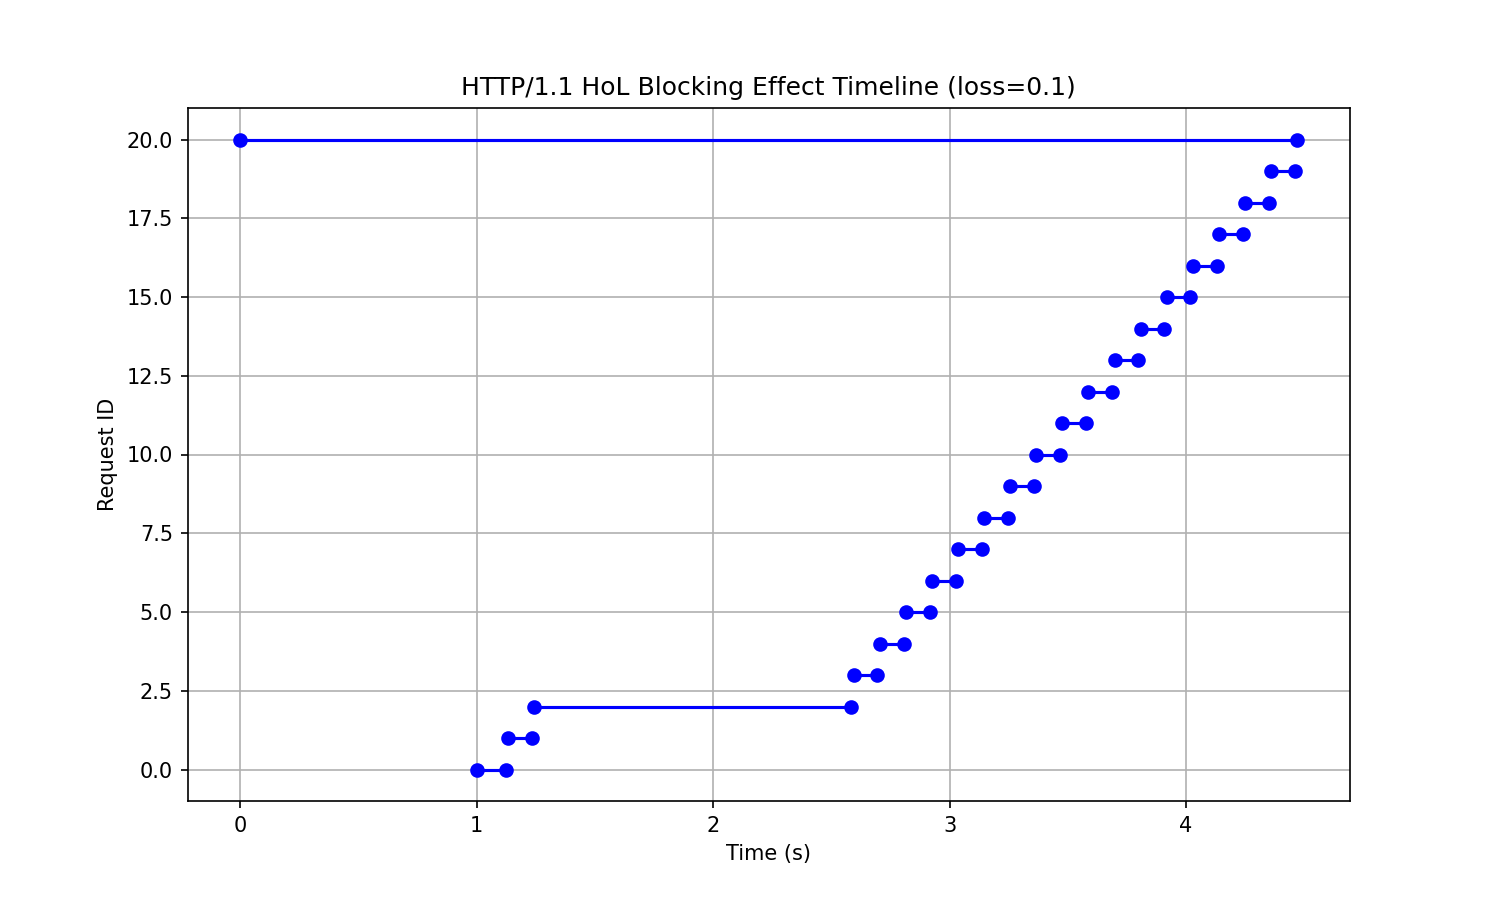 HTTP/1.1 HoL Blocking Effect Timeline (loss=0.1)
20.0
17.5
15.0
12.5
10.0
7.5
5.0
2.5
0.0
Request ID
0 1 2 3 4
Time (s)